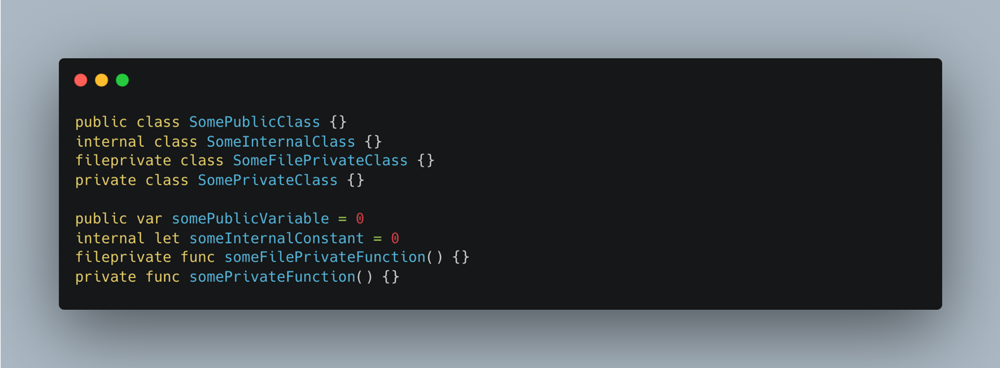 public class SomePublicClass {}
internal class SomeInternalClass {}
fileprivate class SomeFilePrivateClass {}
private class SomePrivateClass {}
public var somePublicVariable = 0
internal let someInternalConstant = 0
fileprivate func someFilePrivateFunction() {}
private func somePrivateFunction() {}